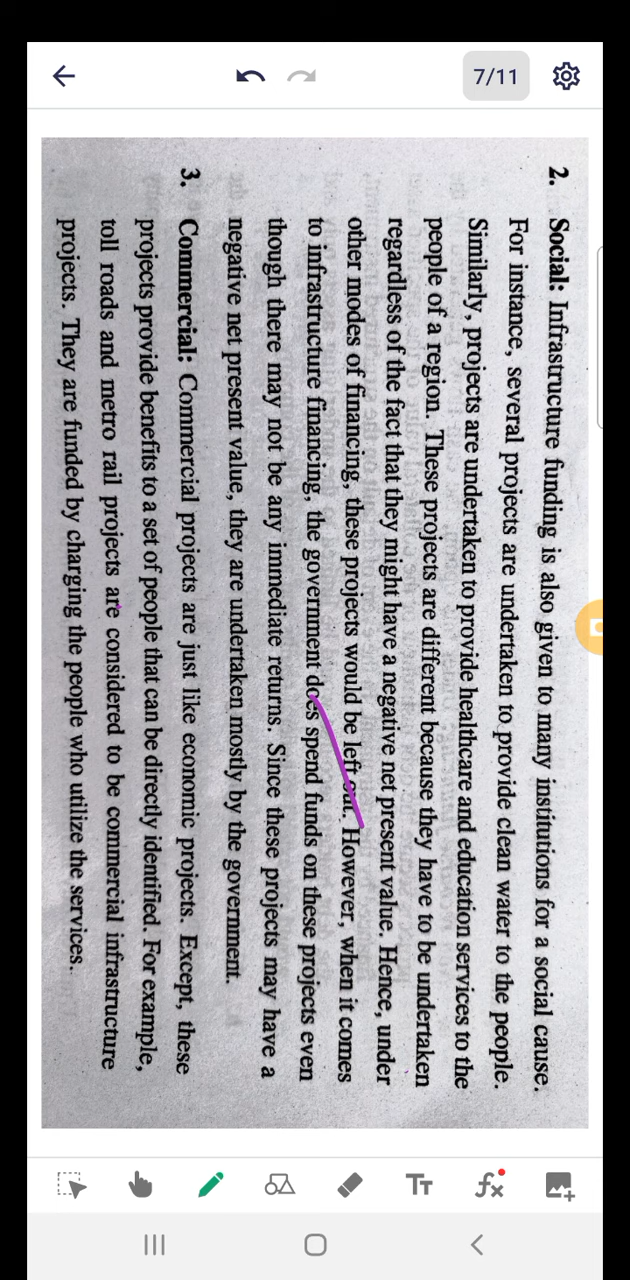 7/11
2. Social: Infrastructure funding is also given to many institutions for a social cause.
For instance, several projects are undertaken to provide clean water to the people.
Similarly, projects are undertaken to provide healthcare and education services to the
people of a region. These projects are different because they have to be undertaken
regardless of the fact that they might have a negative net present value. Hence, under
other modes of financing, these projects would be left out. However, when it comes
to infrastructure financing, the government does spend funds on these projects even
though there may not be any immediate returns. Since these projects may have a
negative net present value, they are undertaken mostly by the government.
3. Commercial: Commercial projects are just like economic projects. Except, these
projects provide benefits to a set of people that can be directly identified. For example,
toll roads and metro rail projects are considered to be commercial infrastructure
projects. They are funded by charging the people who utilize the services.
TT
fx